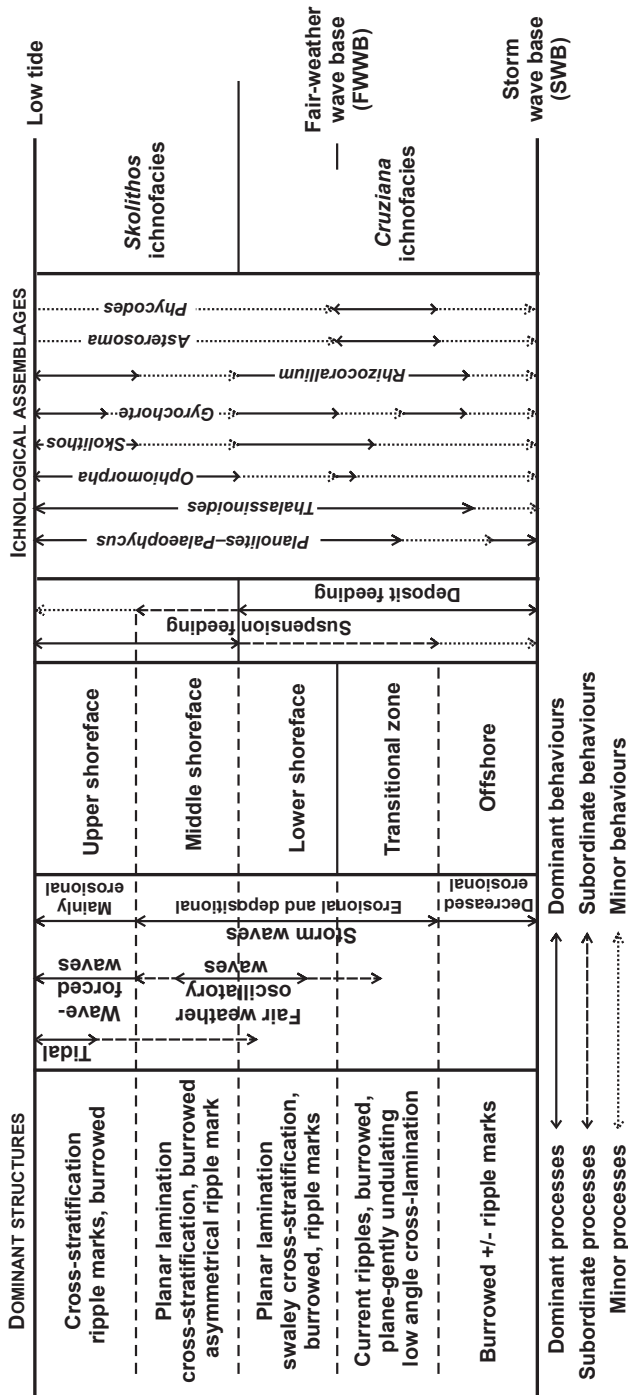 DOMINANT STRUCTURES
Cross-stratification
ripple marks, burrowed
Planar lamination
cross-stratification, burrowed
asymmetrical ripple mark
Planar lamination
swaley cross-stratification,
burrowed, ripple marks
Current ripples, burrowed,
plane-gently undulating
low angle cross-lamination
Burrowed +/- ripple marks
Tidal
Wave-
forced
waves
Fair weather
oscillatory
waves
Storm waves
Mainly
erosional
Erosional and depositional
Decreased
erosional
Upper shoreface
Middle shoreface
Lower shoreface
Transitional zone
Offshore
Suspension feeding
Deposit feeding
ICHNOLOGICAL ASSEMBLAGES
Planolites–Palaeophycus
Thalassinoides
Ophiomorpha
Skolithos
Gyrochorte
Rhizocorallium
Asterosoma
Phycodes
Skolithos
ichnofacies
Cruziana
ichnofacies
Low tide
Fair-weather
wave base
(FWWB)
Storm
wave base
(SWB)
Dominant processes
Dominant behaviours
Subordinate processes
Subordinate behaviours
Minor processes
Minor behaviours